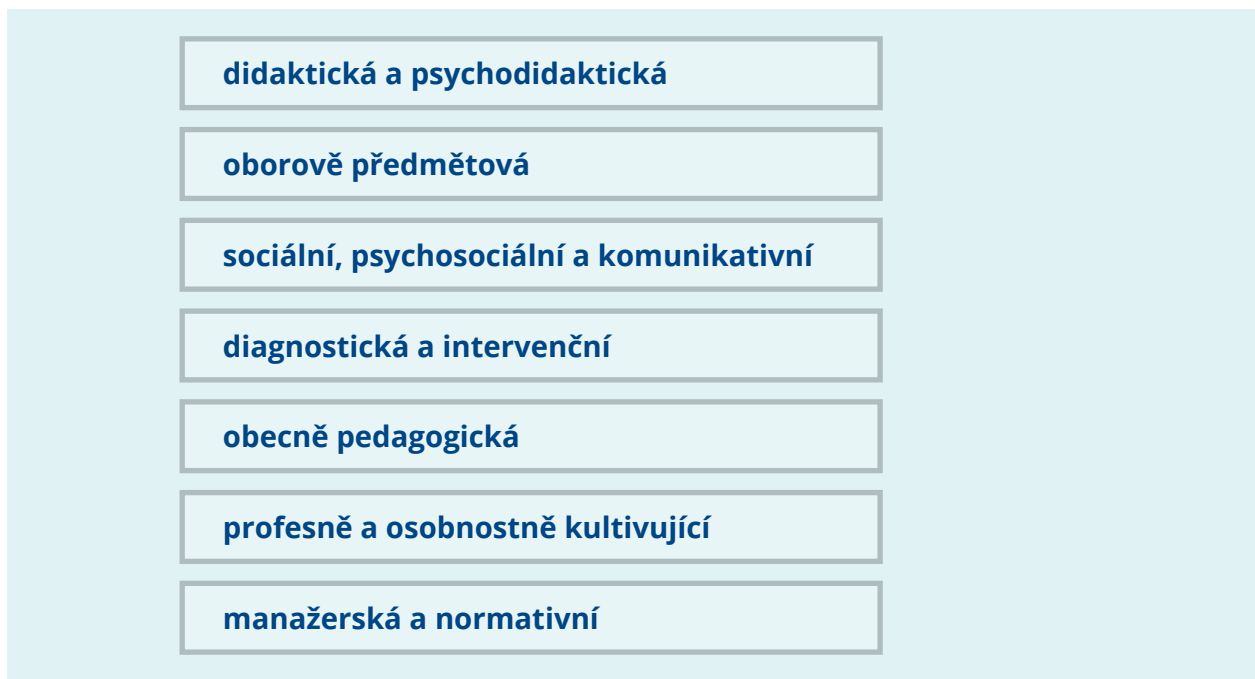 didaktická a psychodidaktická
oborově předmětová
sociální, psychosociální a komunikativní
diagnostická a intervenční
obecně pedagogická
profesně a osobnostně kultivující
manažerská a normativní